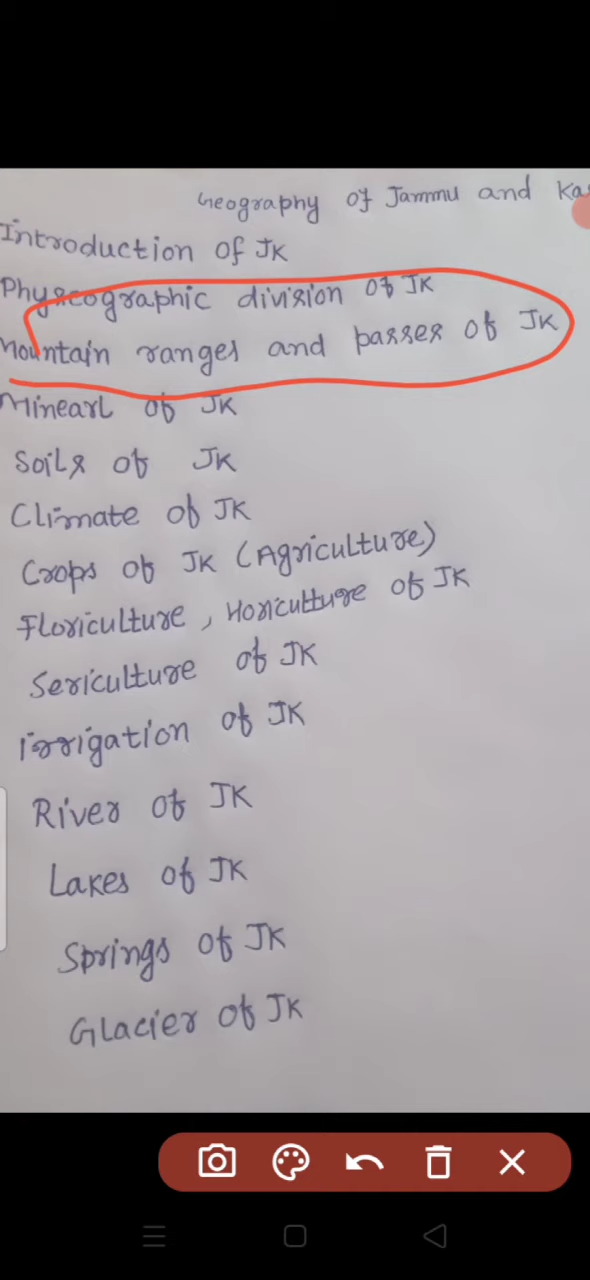 Geography of Jammu and
Introduction of JK
Physeographic division of JK
Mountain ranges and passes of JK
Minearl of JK
Soils of JK
Climate of JK
Crops of JK (Agriculture)
Floriculture, Horiculture of JK
Sericulture of JK
irrigation of JK
River of JK
Lakes of JK
Springs of JK
Glacier of JK